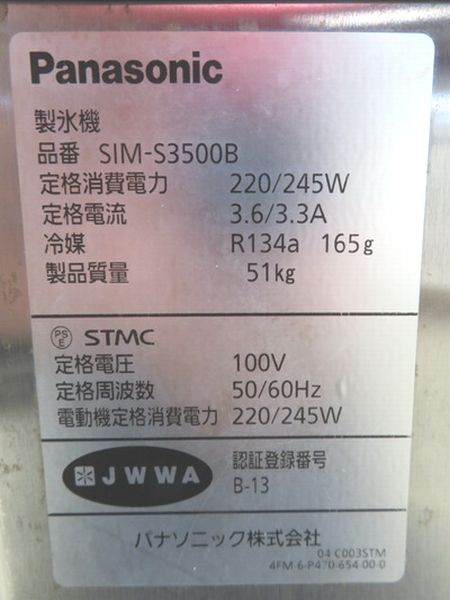 Panasonic
製氷機
品番 SIM-S3500B
定格消費電力 220/245W
定格電流 3.6/3.3A
冷媒 R134a 165g
製品質量 51kg
PSE STMC
定格電圧 100V
定格周波数 50/60Hz
電動機定格消費電力 220/245W
JWWA 認証登録番号
B-13
パナソニック株式会社
04 C003STM
4FM-6-P470-654-00-0